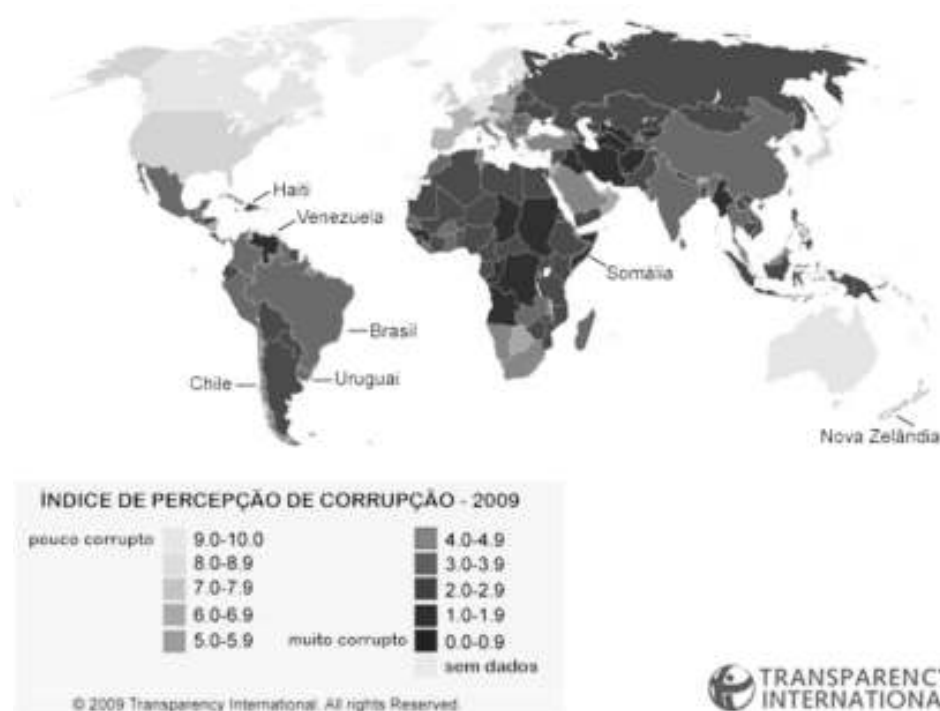 Haiti
Venezuela
Somália
Brasil
Chile
Uruguai
Nova Zelândia
ÍNDICE DE PERCEPÇÃO DE CORRUPÇÃO - 2009
pouco corrupto
9.0-10.0
8.0-8.9
7.0-7.9
6.0-6.9
5.0-5.9
4.0-4.9
3.0-3.9
2.0-2.9
1.0-1.9
muito corrupto 0.0-0.9
sem dados
© 2009 Transparency International. All rights Reserved.
TRANSPARENCY
INTERNATIONAL